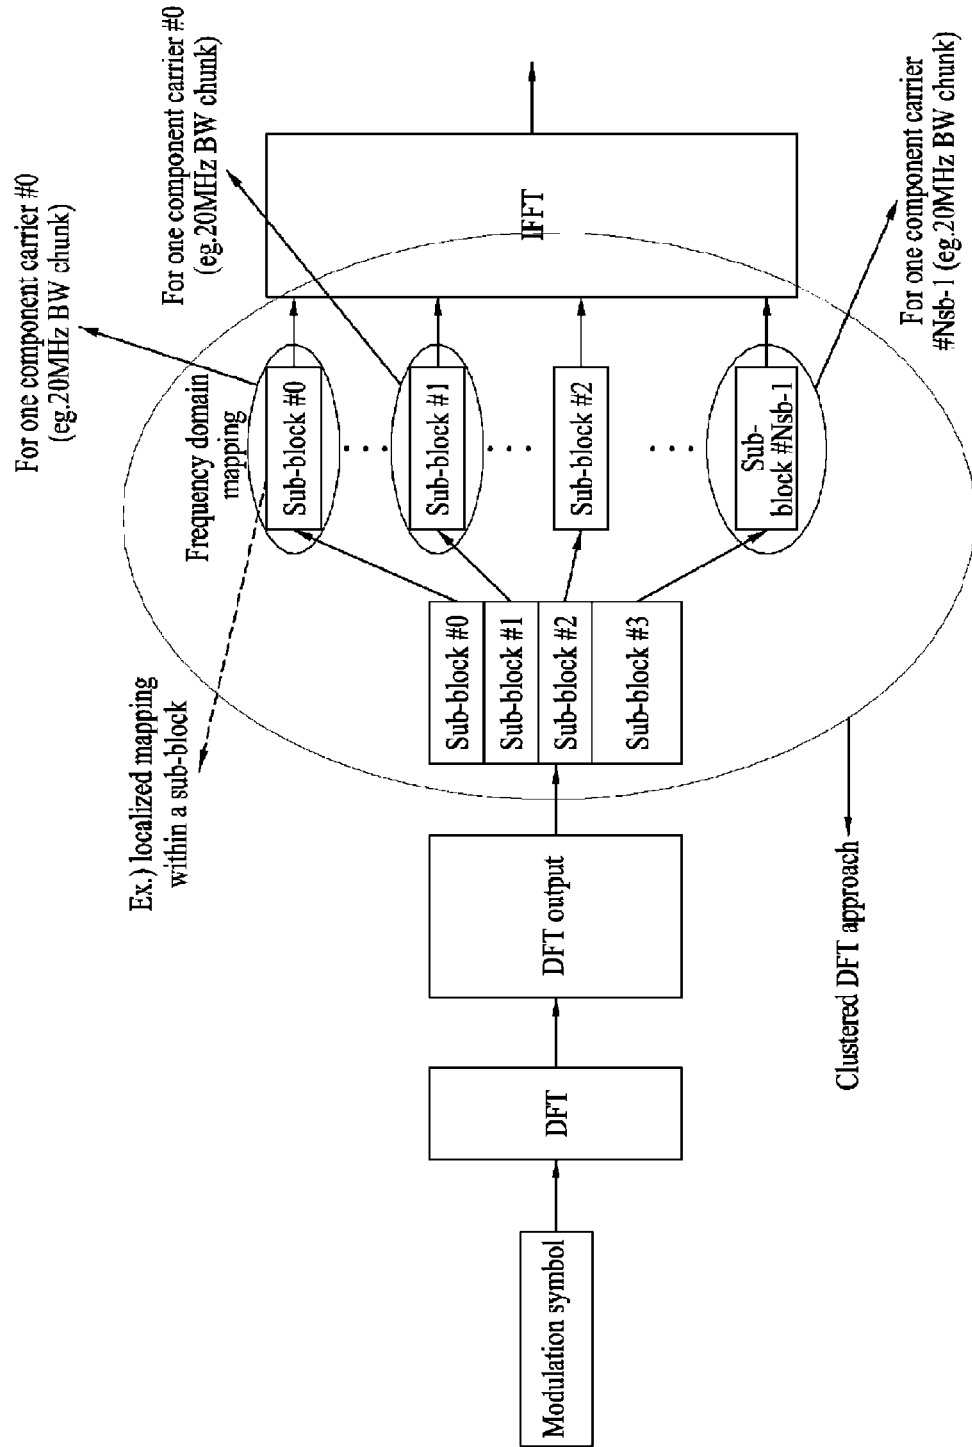 Modulation symbol
DFT
DFT output
Sub-block #0
Sub-block #1
Sub-block #2
Sub-block #3
Ex.) localized mapping
within a sub-block
Frequency domain
mapping
Sub-block #0
Sub-block #1
Sub-block #2
Sub-
block #Nsb-1
IFFT
For one component carrier #0
(eg.20MHz BW chunk)
For one component carrier #0
(eg.20MHz BW chunk)
For one component carrier
#Nsb-1 (eg.20MHz BW chunk)
Clustered DFT approach